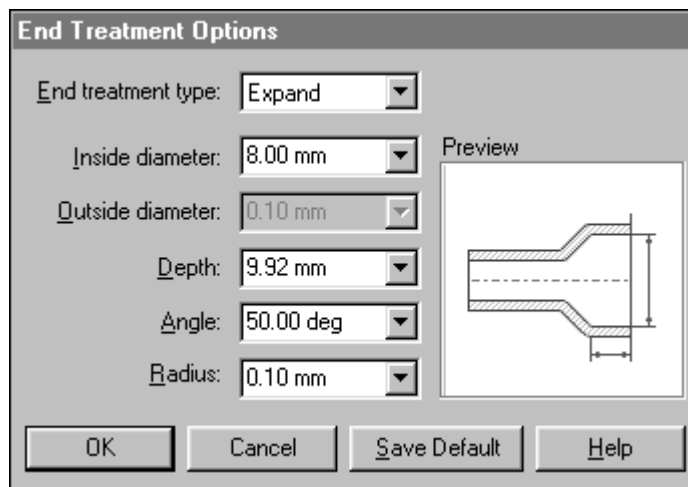 End Treatment Options
End treatment type: Expand
Inside diameter: 8.00 mm
Outside diameter: 0.10 mm
Depth: 9.92 mm
Angle: 50.00 deg
Radius: 0.10 mm
Preview
OK Cancel Save Default Help